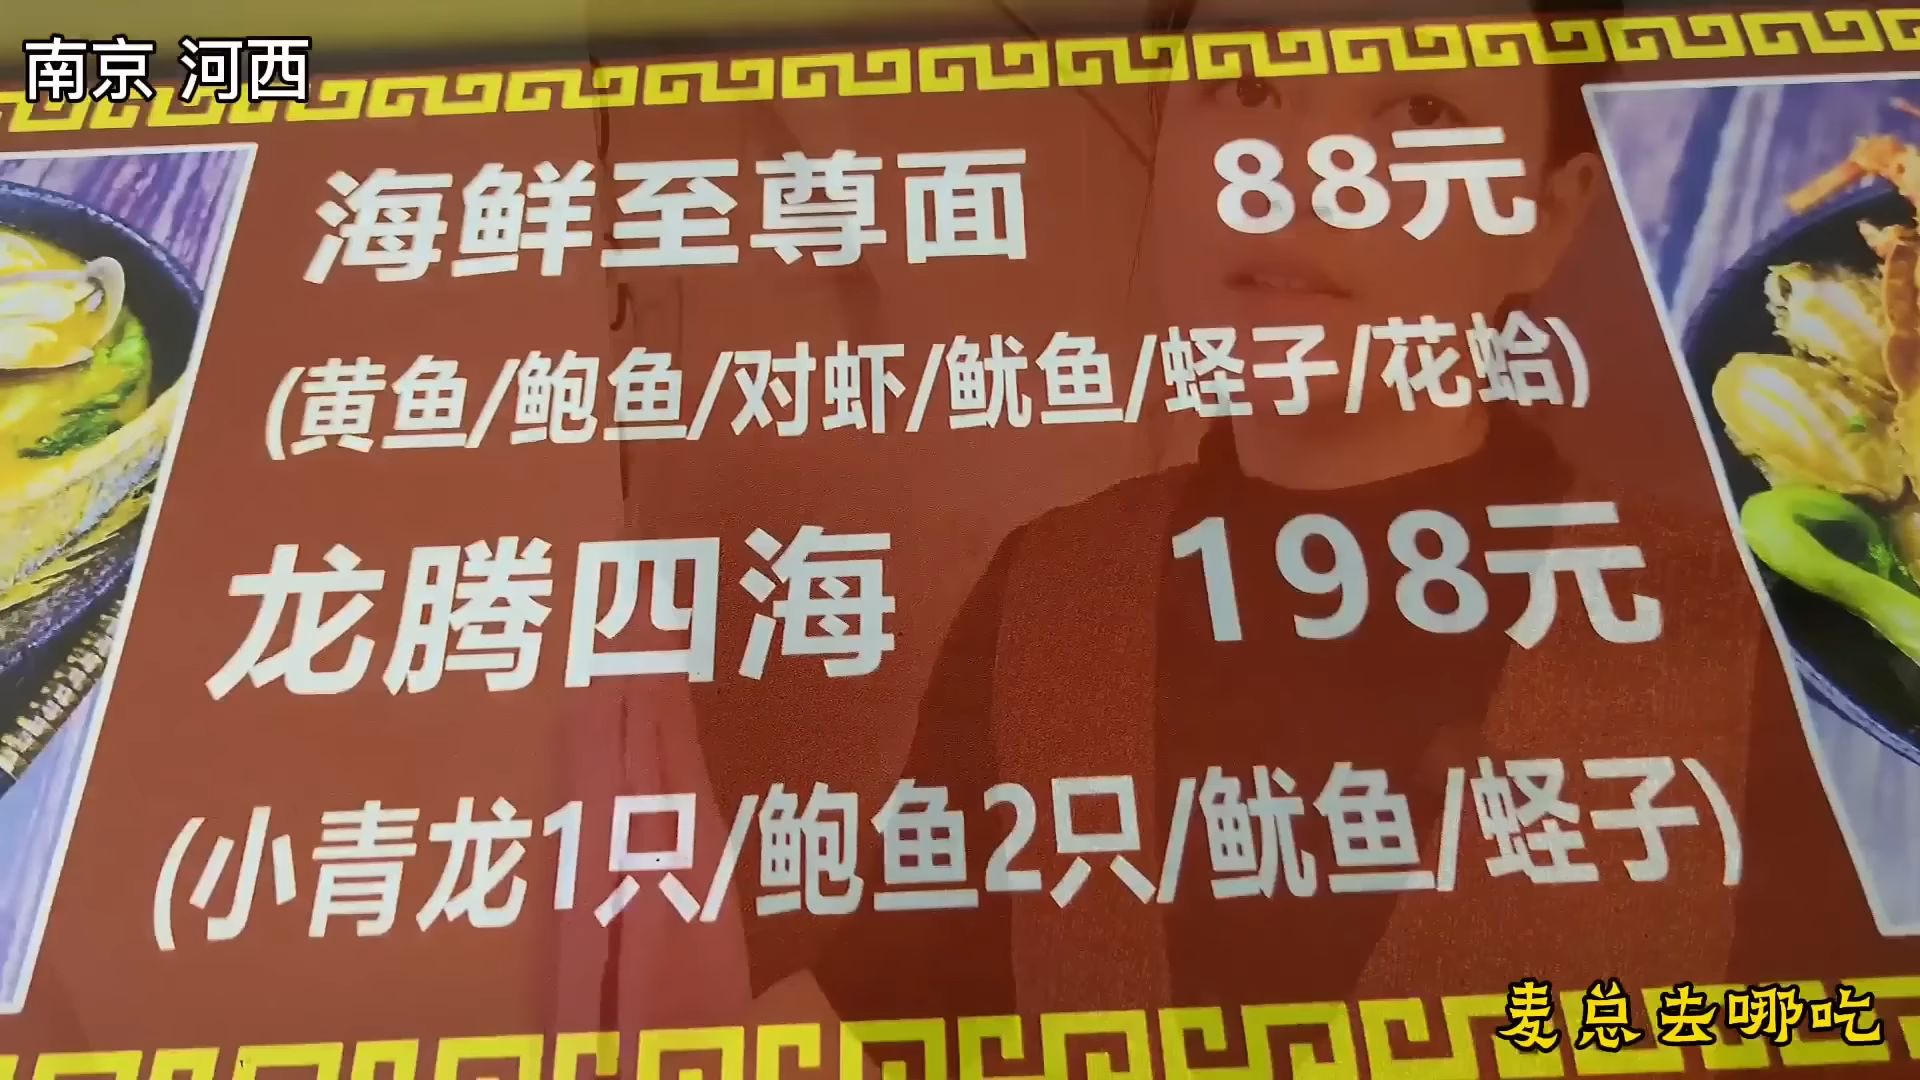 南京 河西
海鲜至尊面 88元
(黄鱼/鲍鱼/对虾/鱿鱼/蛏子/花蛤)
龙腾四海 198元
(小青龙1只/鲍鱼2只/鱿鱼/蛏子)
麦总去哪吃